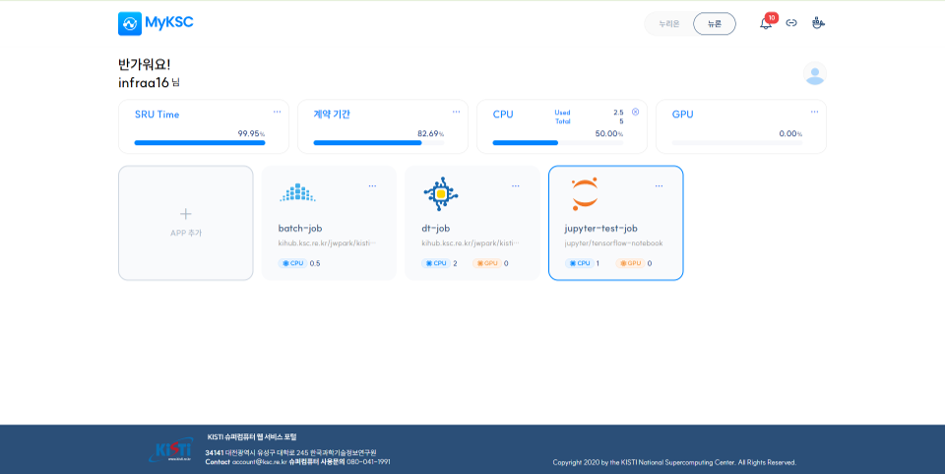 MyKSC
누리온
뉴론
10
반가워요!
infraa16 님
SRU Time
99.95%
계약 기간
82.69%
CPU
Used 2.5
Total 5
50.00%
GPU
0.00%
APP 추가
batch-job
kihub.ksc.re.kr/jwpark/kisti···
CPU 0.5
dt-job
kihub.ksc.re.kr/jwpark/kisti···
CPU 2 GPU 0
jupyter-test-job
jupyter/tensorflow-notebook
CPU 1 GPU 0
KISTI
KISTI 슈퍼컴퓨터 웹 서비스 포털
34141 대전광역시 유성구 대학로 245 한국과학기술정보연구원
Contact account@ksc.re.kr 슈퍼컴퓨터 사용문의 080-041-1991
Copyright 2020 by the KISTI National Supercomputing Center. All Rights Reserved.